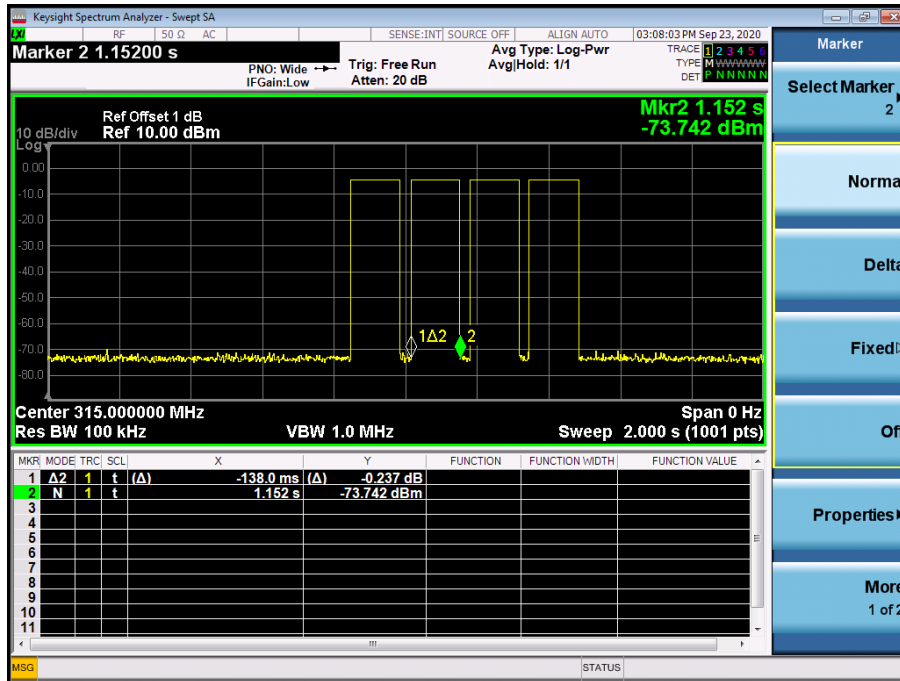 Keysight Spectrum Analyzer - Swept SA
LXI RF 50 Ω AC SENSE:INT SOURCE OFF ALIGN AUTO 03:08:03 PM Sep 23, 2020
Marker 2 1.15200 s
PNO: Wide
IFGain:Low
Trig: Free Run
Atten: 20 dB
Avg Type: Log-Pwr
Avg|Hold: 1/1
TRACE 1 2 3 4 5 6
TYPE M WWWWW
DET P N N N N N
Mkr2 1.152 s
-73.742 dBm
Ref Offset 1 dB
10 dB/div Ref 10.00 dBm
Log
0.00
-10.0
-20.0
-30.0
-40.0
-50.0
-60.0
-70.0
-80.0
1Δ2 2
Center 315.000000 MHz Span 0 Hz
Res BW 100 kHz VBW 1.0 MHz Sweep 2.000 s (1001 pts)
MKR MODE TRC SCL X Y FUNCTION FUNCTION WIDTH FUNCTION VALUE
1 Δ2 1 t (Δ) -138.0 ms (Δ) -0.237 dB
2 N 1 t 1.152 s -73.742 dBm
3
4
5
6
7
8
9
10
11
MSG STATUS
Marker
Select Marker
2
Norma
Delta
Fixed
Of
Properties
More
1 of 2